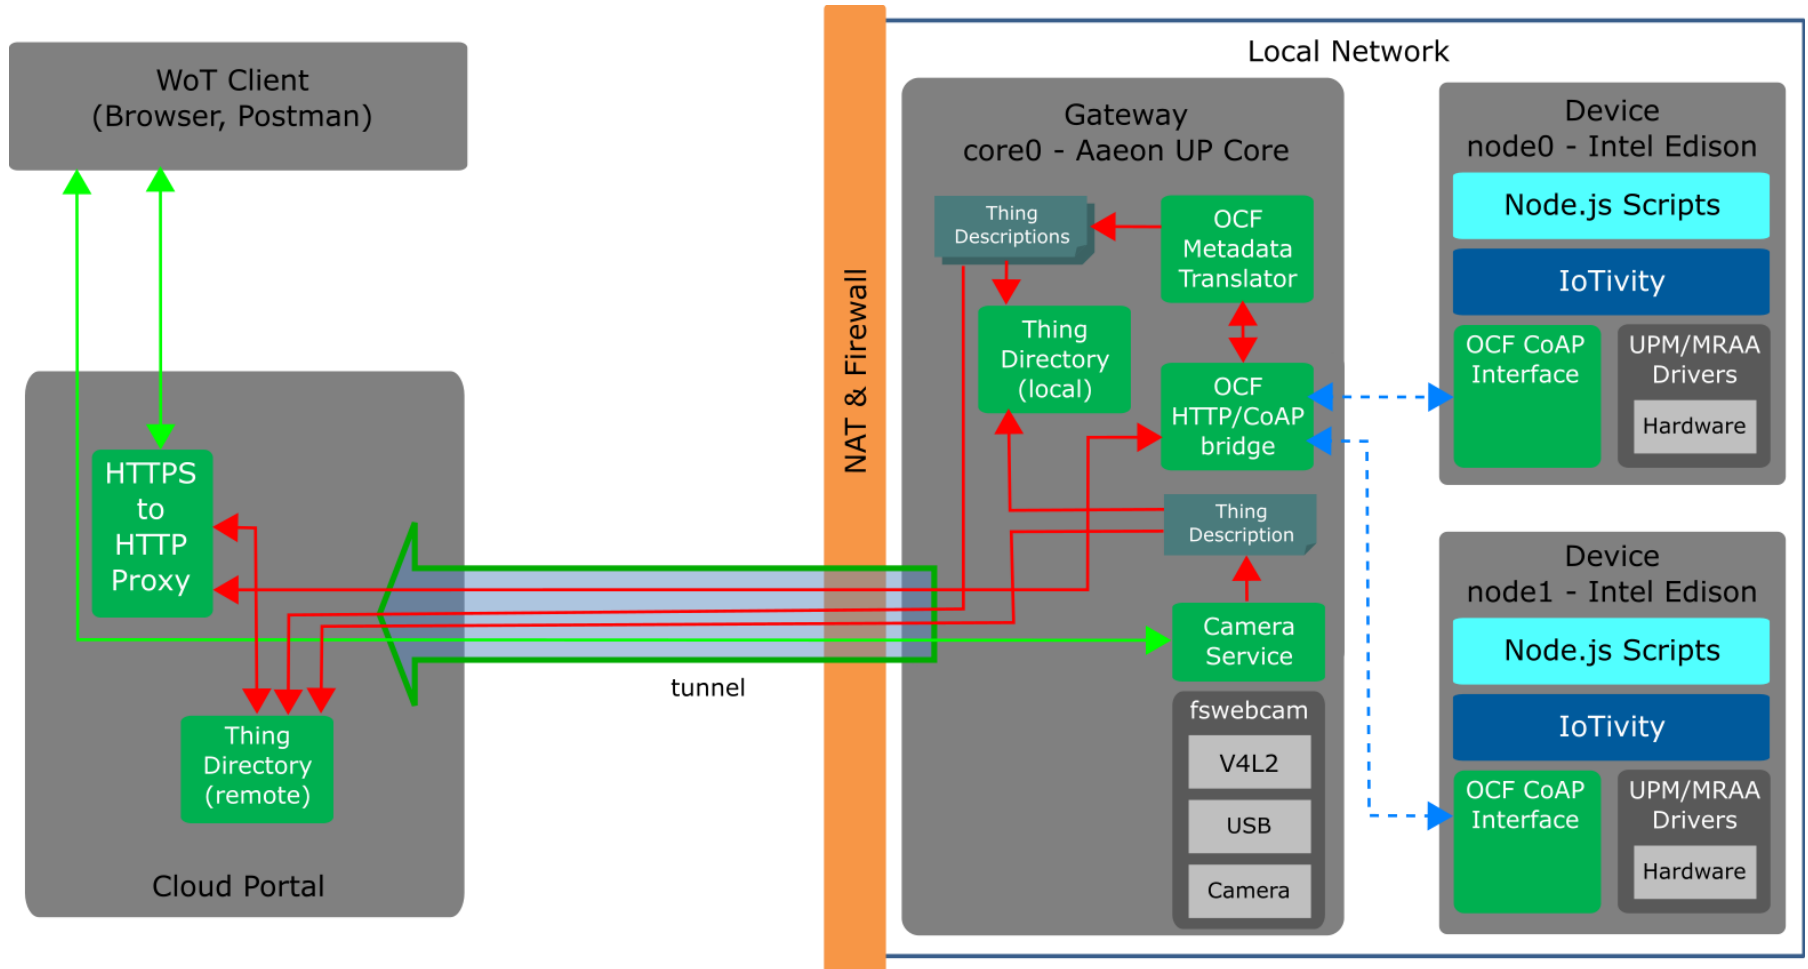 WoT Client
(Browser, Postman)
HTTPS
to
HTTP
Proxy
Thing
Directory
(remote)
Cloud Portal
tunnel
NAT & Firewall
Local Network
Gateway
core0 - Aaeon UP Core
Thing
Descriptions
OCF
Metadata
Translator
Thing
Directory
(local)
OCF
HTTP/CoAP
bridge
Thing
Description
Camera
Service
fswebcam
V4L2
USB
Camera
Device
node0 - Intel Edison
Node.js Scripts
IoTivity
OCF CoAP
Interface
UPM/MRAA
Drivers
Hardware
Device
node1 - Intel Edison
Node.js Scripts
IoTivity
OCF CoAP
Interface
UPM/MRAA
Drivers
Hardware